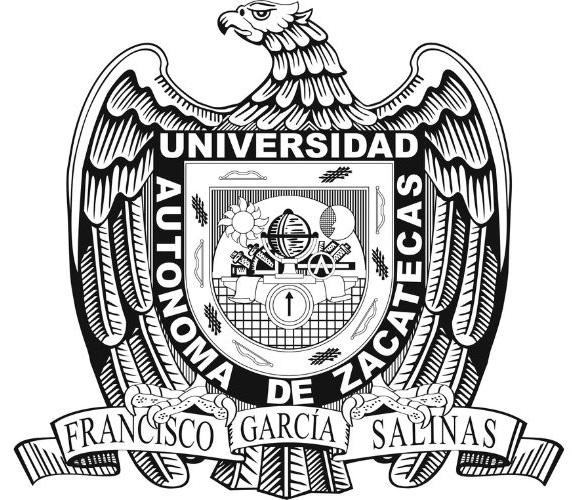 UNIVERSIDAD
AUTONOMA DE ZACATECAS
FRANCISCO GARCÍA SALINAS